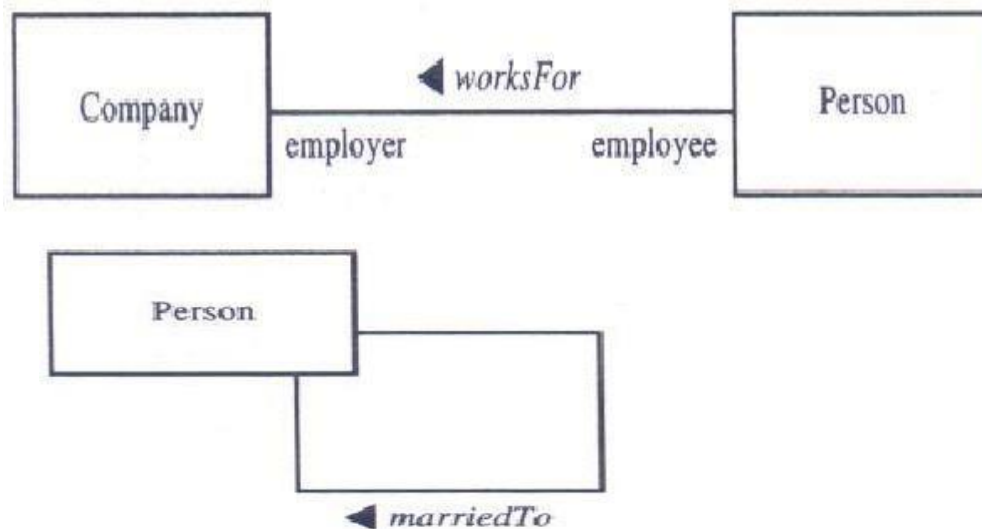 ◀ worksFor
Company
Person
employer
employee
Person
◀ marriedTo